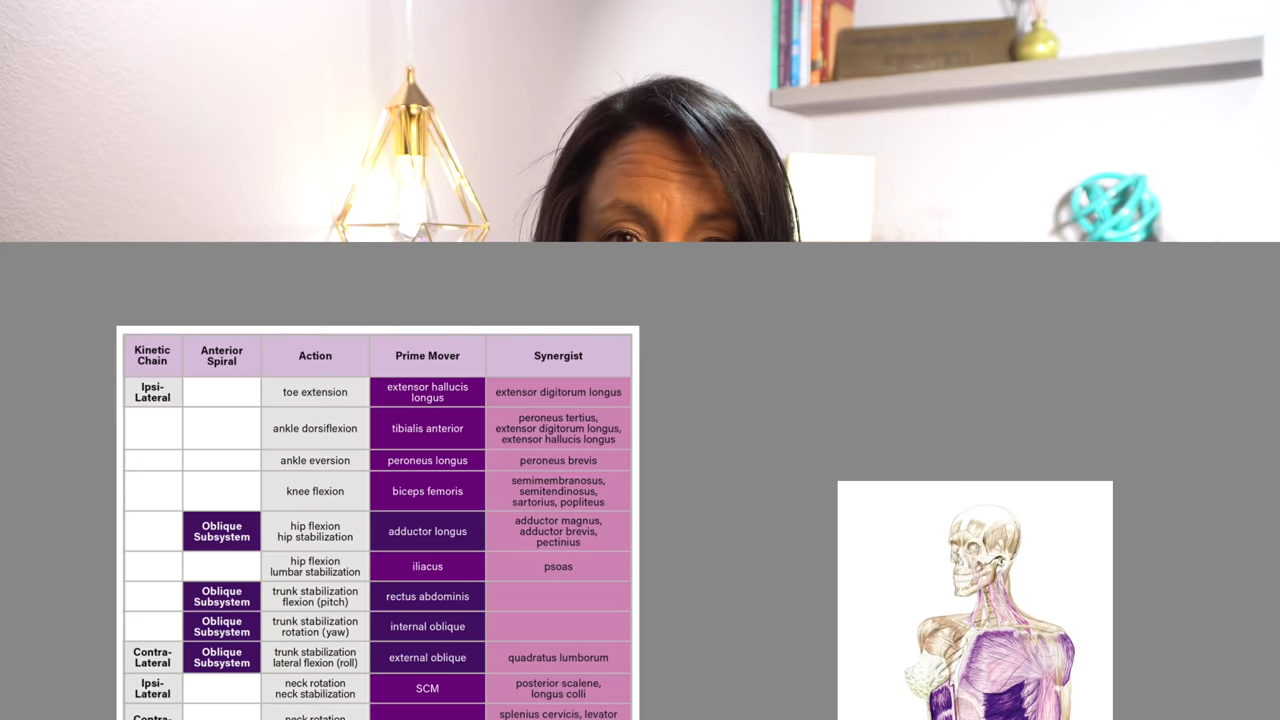 Kinetic Chain Anterior Spiral Action Prime Mover Synergist
Ipsi-Lateral toe extension extensor hallucis longus extensor digitorum longus
ankle dorsiflexion tibialis anterior peroneus tertius, extensor digitorum longus, extensor hallucis longus
ankle eversion peroneus longus peroneus brevis
knee flexion biceps femoris semimembranosus, semitendinosus, sartorius, popliteus
Oblique Subsystem hip flexion hip stabilization adductor longus adductor magnus, adductor brevis, pectinius
hip flexion lumbar stabilization iliacus psoas
Oblique Subsystem trunk stabilization flexion (pitch) rectus abdominis
Oblique Subsystem trunk stabilization rotation (yaw) internal oblique
Contra-Lateral Oblique Subsystem trunk stabilization lateral flexion (roll) external oblique quadratus lumborum
Ipsi-Lateral neck rotation neck stabilization SCM posterior scalene, longus colli
Contra- neck rotation splenius cervicis, levator